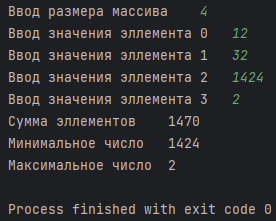 Ввод размера массива 4
Ввод значения эллемента 0 12
Ввод значения эллемента 1 32
Ввод значения эллемента 2 1424
Ввод значения эллемента 3 2
Сумма эллементов 1470
Минимальное число 1424
Максимальное число 2
Process finished with exit code 0